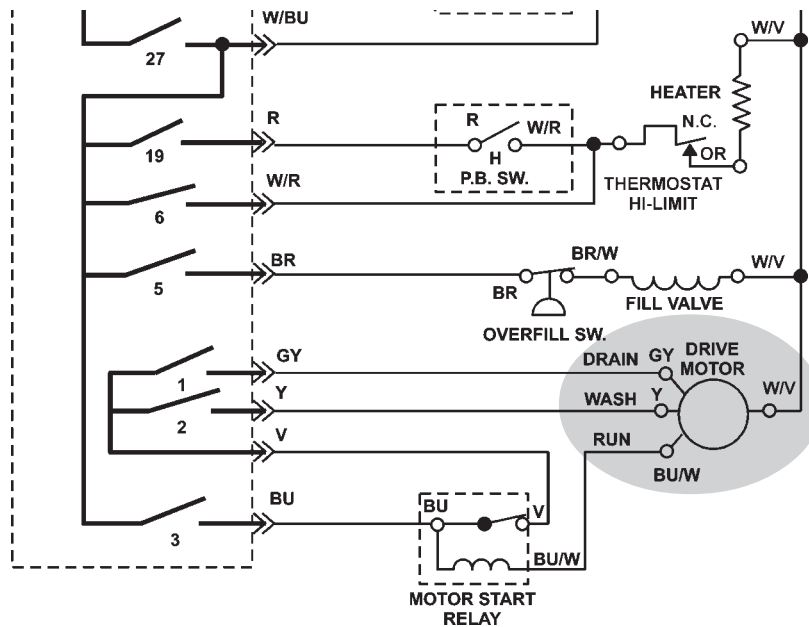 W/BU
27
W/V
HEATER
N.C.
OR
THERMOSTAT
HI-LIMIT
R
19
R
W/R
H
P.B. SW.
W/R
6
BR
5
BR
BR/W
OVERFILL SW.
FILL VALVE
W/V
GY
1
DRAIN
GY
DRIVE
MOTOR
Y
2
WASH
Y
W/V
V
RUN
BU/W
BU
3
BU
V
BU/W
MOTOR START
RELAY